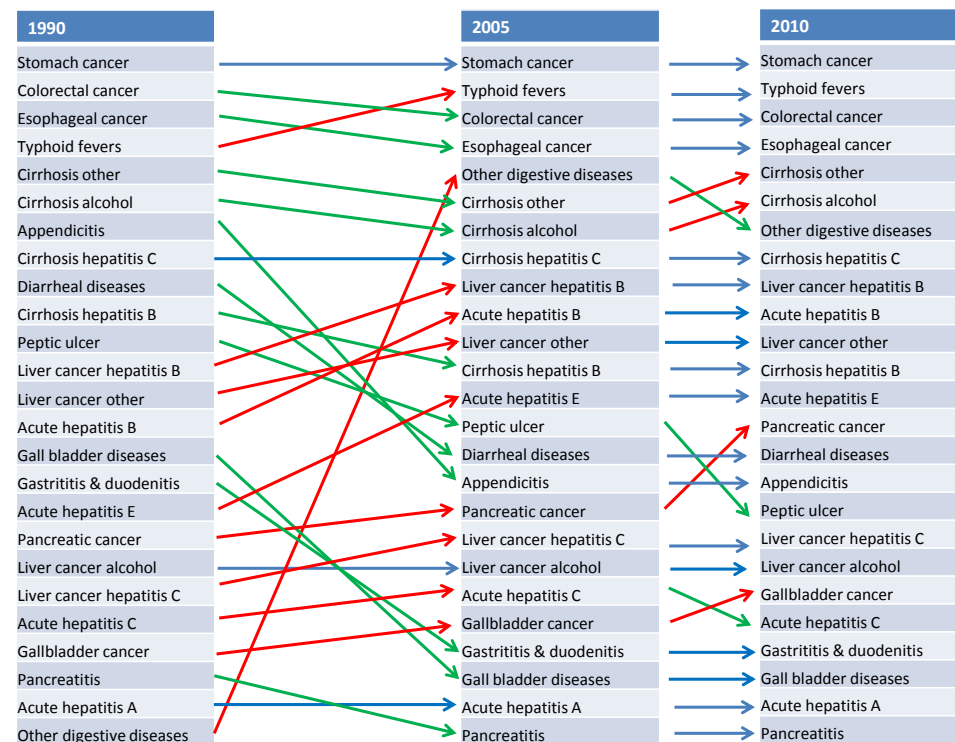 1990
Stomach cancer
Colorectal cancer
Esophageal cancer
Typhoid fevers
Cirrhosis other
Cirrhosis alcohol
Appendicitis
Cirrhosis hepatitis C
Diarrheal diseases
Cirrhosis hepatitis B
Peptic ulcer
Liver cancer hepatitis B
Liver cancer other
Acute hepatitis B
Gall bladder diseases
Gastrititis & duodenitis
Acute hepatitis E
Pancreatic cancer
Liver cancer alcohol
Liver cancer hepatitis C
Acute hepatitis C
Gallbladder cancer
Pancreatitis
Acute hepatitis A
Other digestive diseases
2005
Stomach cancer
Typhoid fevers
Colorectal cancer
Esophageal cancer
Other digestive diseases
Cirrhosis other
Cirrhosis alcohol
Cirrhosis hepatitis C
Liver cancer hepatitis B
Acute hepatitis B
Liver cancer other
Cirrhosis hepatitis B
Acute hepatitis E
Peptic ulcer
Diarrheal diseases
Appendicitis
Pancreatic cancer
Liver cancer hepatitis C
Liver cancer alcohol
Acute hepatitis C
Gallbladder cancer
Gastrititis & duodenitis
Gall bladder diseases
Acute hepatitis A
Pancreatitis
2010
Stomach cancer
Typhoid fevers
Colorectal cancer
Esophageal cancer
Cirrhosis other
Cirrhosis alcohol
Other digestive diseases
Cirrhosis hepatitis C
Liver cancer hepatitis B
Acute hepatitis B
Liver cancer other
Cirrhosis hepatitis B
Acute hepatitis E
Pancreatic cancer
Diarrheal diseases
Appendicitis
Peptic ulcer
Liver cancer hepatitis C
Liver cancer alcohol
Gallbladder cancer
Acute hepatitis C
Gastrititis & duodenitis
Gall bladder diseases
Acute hepatitis A
Pancreatitis